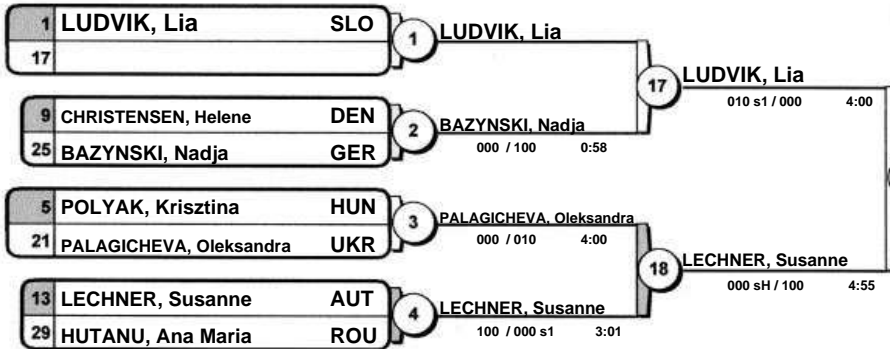 1 LUDVIK, Lia SLO
17
1
LUDVIK, Lia
9 CHRISTENSEN, Helene DEN
25 BAZYNSKI, Nadja GER
2
BAZYNSKI, Nadja
000 / 100 0:58
17
LUDVIK, Lia
010 s1 / 000 4:00
5 POLYAK, Krisztina HUN
21 PALAGICHEVA, Oleksandra UKR
3
PALAGICHEVA, Oleksandra
000 / 010 4:00
13 LECHNER, Susanne AUT
29 HUTANU, Ana Maria ROU
4
LECHNER, Susanne
100 / 000 s1 3:01
18
LECHNER, Susanne
000 sH / 100 4:55